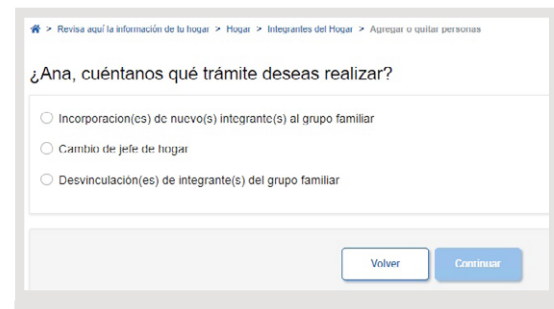 > Revisa aquí la información de tu hogar > Hogar > Integrantes del Hogar > Agregar o quitar personas
¿Ana, cuéntanos qué trámite deseas realizar?
Incorporacion(es) de nuevo(s) integrante(s) al grupo familiar
Cambio de jefe de hogar
Desvinculación(es) de integrante(s) del grupo familiar
Volver Continuar